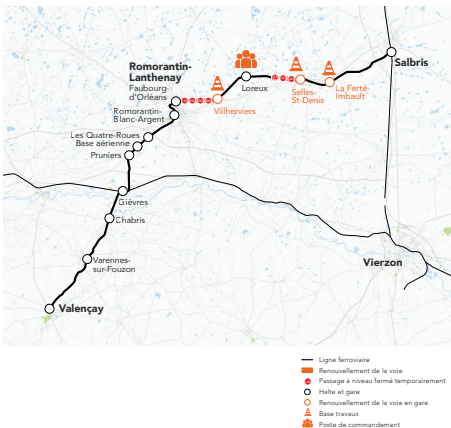 Romorantin-
Lanthenay
Faubourg-
d'Orléans
Salbris
Loreux
Selles-
St-Denis
La Ferté-
Imbault
Villherviers
Romorantin-
Blanc-Argent
Les Quatre-Roues
Base aérienne
Pruniers
Gièvres
Chabris
Varennes-
sur-Fouzon
Vierzon
Valençay
Ligne ferroviaire
Renouvellement de la voie
Passage à niveau fermé temporairement
Halte et gare
Renouvellement de la voie en gare
Base travaux
Poste de commandement